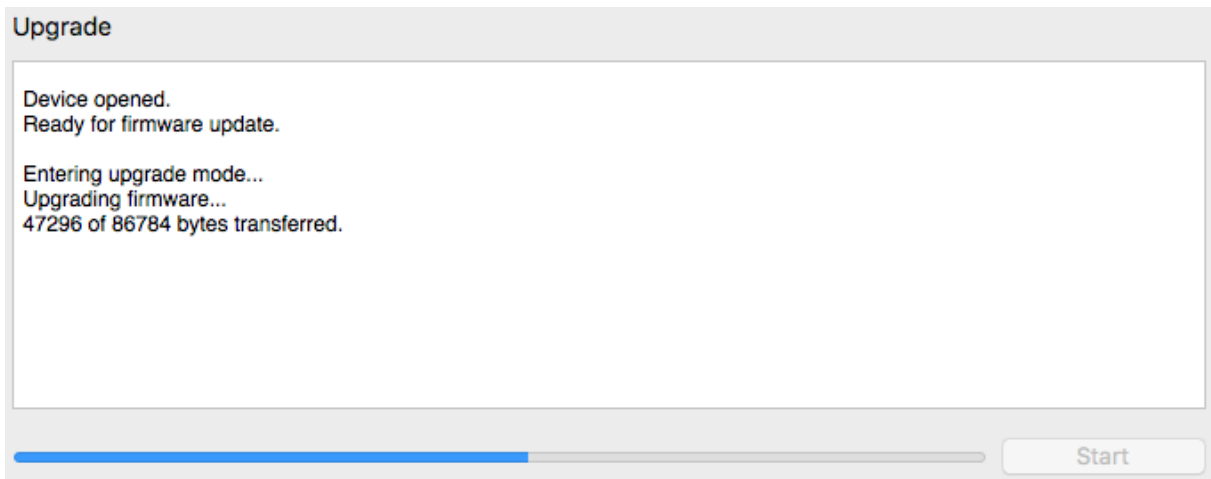 Upgrade
Device opened.
Ready for firmware update.
Entering upgrade mode...
Upgrading firmware...
47296 of 86784 bytes transferred.
Start